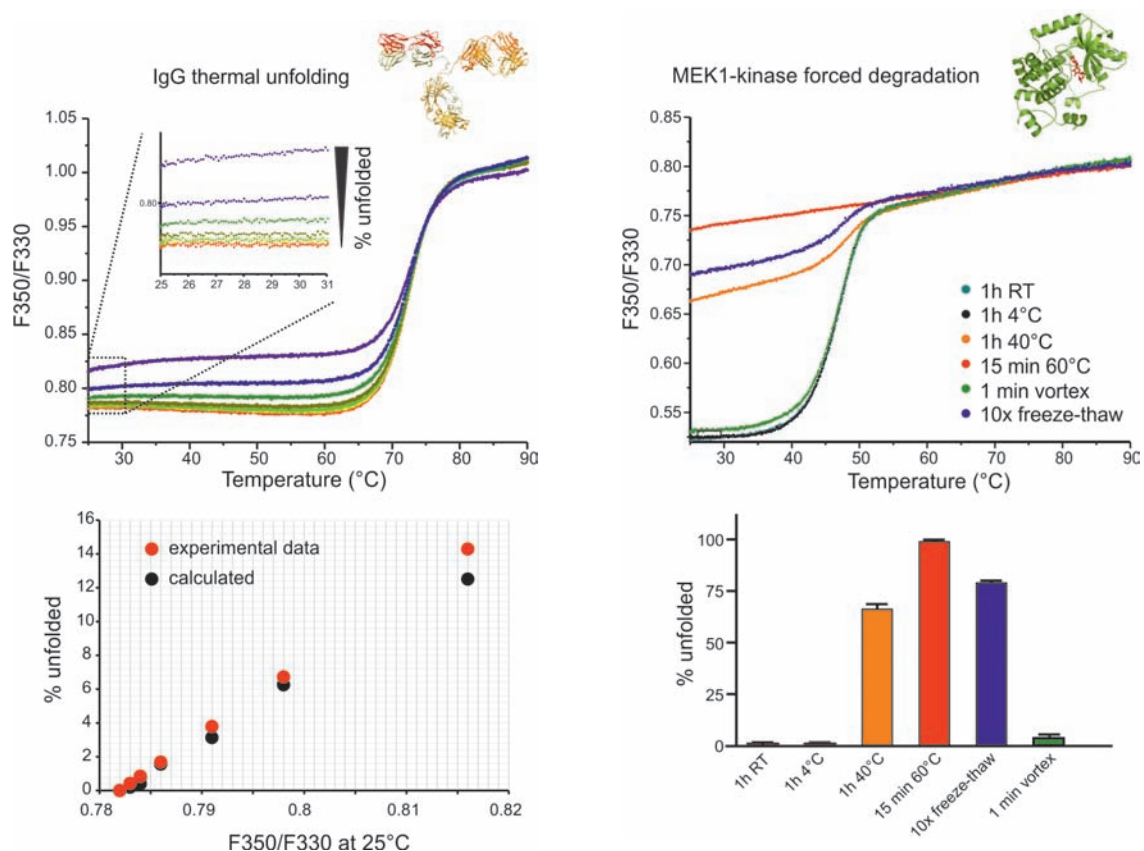 IgG thermal unfolding
1.05
1.00
0.95
0.90
0.85
0.80
0.75
F350/F330
0.80
25 26 27 28 29 30 31
% unfolded
30 40 50 60 70 80 90
Temperature (°C)
MEK1-kinase forced degradation
0.80
0.75
0.70
0.65
0.60
0.55
F350/F330
1h RT
1h 4°C
1h 40°C
15 min 60°C
1 min vortex
10x freeze-thaw
30 40 50 60 70 80 90
Temperature (°C)
16
14
12
10
8
6
4
2
0
% unfolded
experimental data
calculated
0.78 0.79 0.8 0.81 0.82
F350/F330 at 25°C
100
75
50
25
0
% unfolded
1h RT
1h 4°C
1h 40°C
15 min 60°C
10x freeze-thaw
1 min vortex